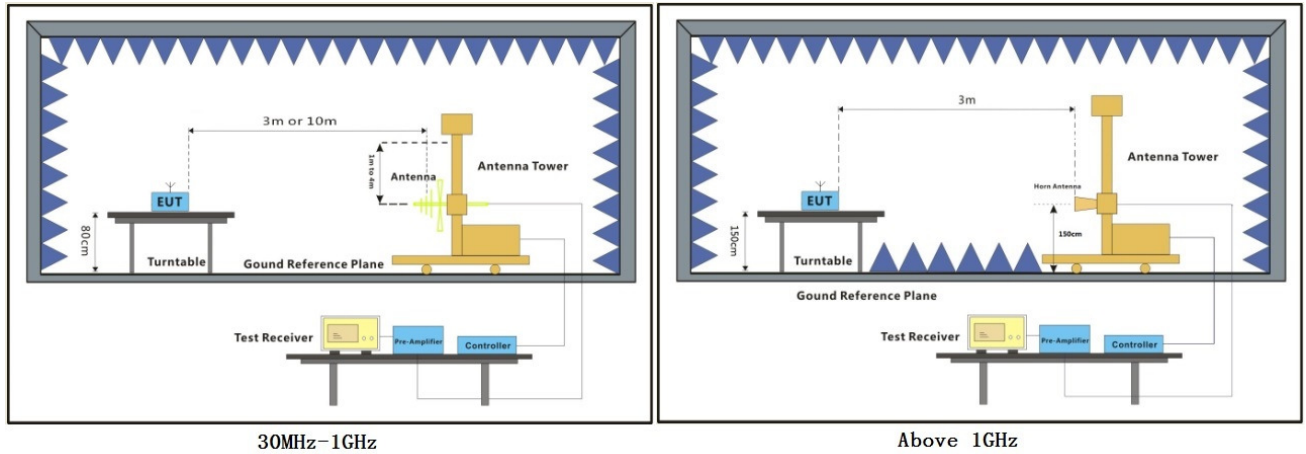 3m or 10m
1m to 4m
Antenna
Antenna Tower
EUT
80cm
Turntable
Gound Reference Plane
Test Receiver
Pre-Amplifier
Controller
30MHz-1GHz
3m
Antenna Tower
Horn Antenna
EUT
150cm
150cm
Turntable
Gound Reference Plane
Test Receiver
Pre-Amplifier
Controller
Above 1GHz